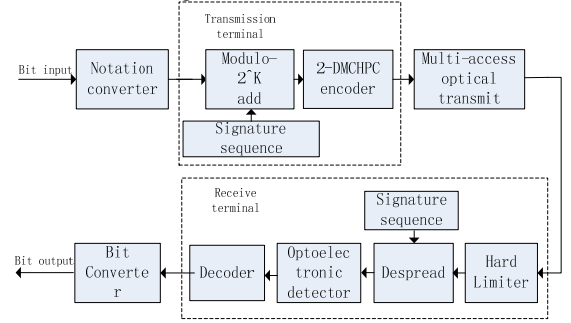 Transmission
terminal
Bit input
Notation
converter
Modulo-
2^K
add
2-DMCHPC
encoder
Multi-access
optical
transmit
Signature
sequence
Receive
terminal
Signature
sequence
Bit output
Bit
Converte
r
Decoder
Optoelec
tronic
detector
Despread
Hard
Limiter